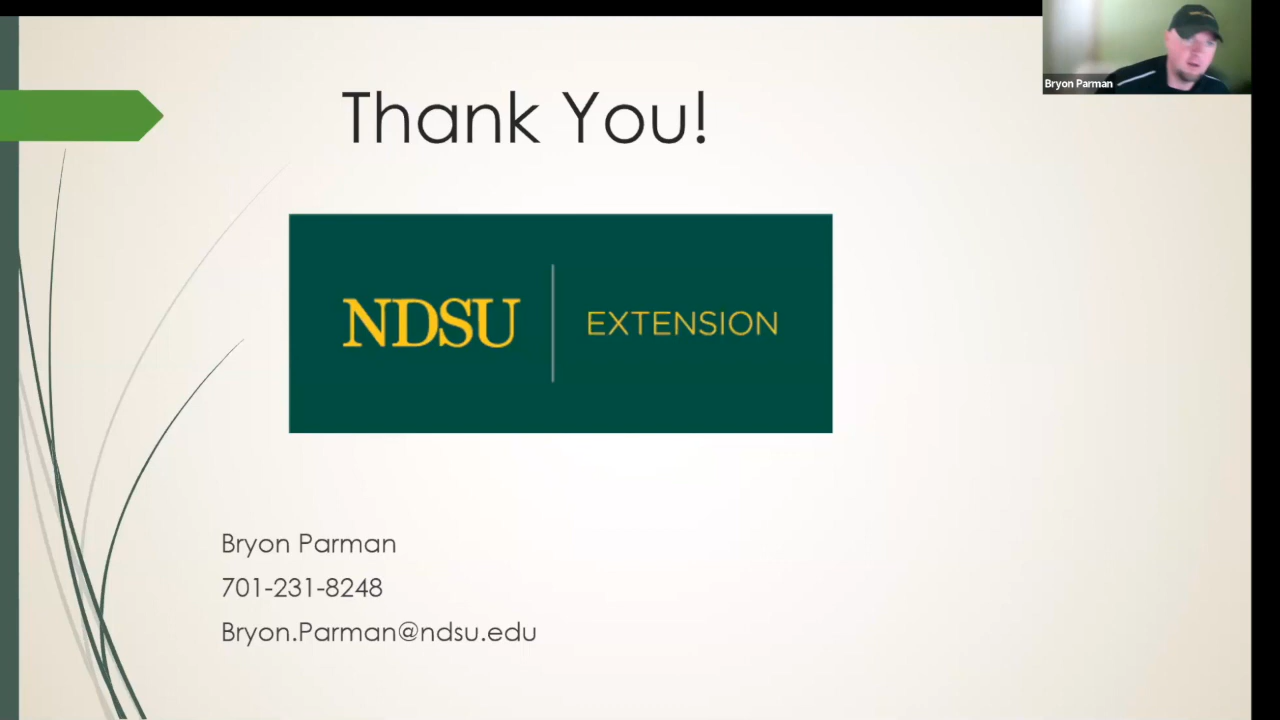 Bryon Parman
Thank You!
NDSU | EXTENSION
Bryon Parman
701-231-8248
Bryon.Parman@ndsu.edu